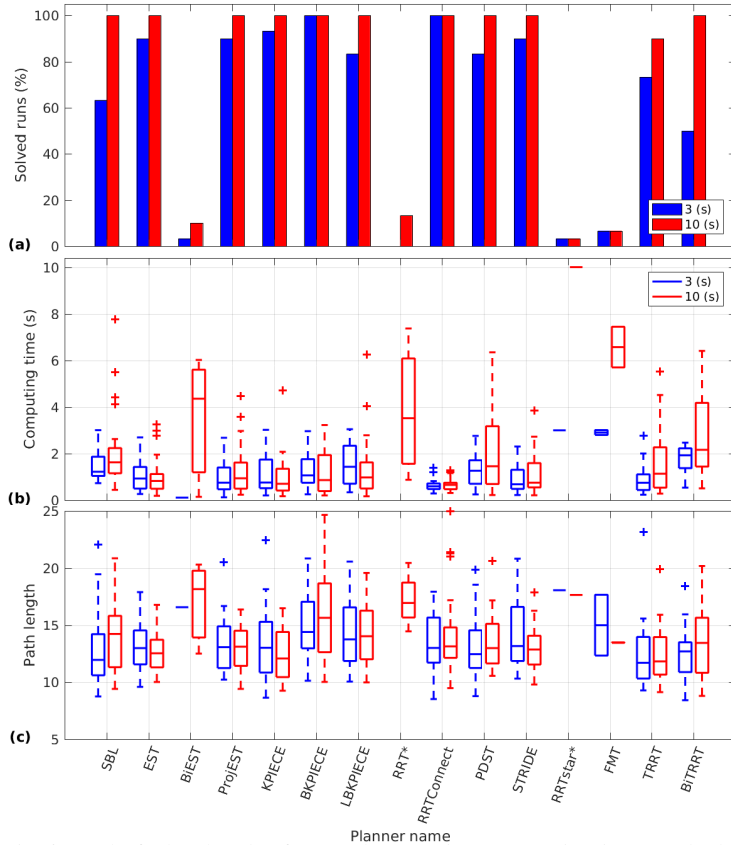 100
80
60
40
20
0
Solved runs (%)
3 (s)
10 (s)
(a)
10
8
6
4
2
0
Computing time (s)
3 (s)
10 (s)
(b)
25
20
15
10
5
Path length
(c)
SBL
EST
BiEST
ProjEST
KPIECE
BKPIECE
LBKPIECE
RRT*
RRTConnect
PDST
STRIDE
RRTstar*
FMT
TRRT
BiTRRT
Planner name